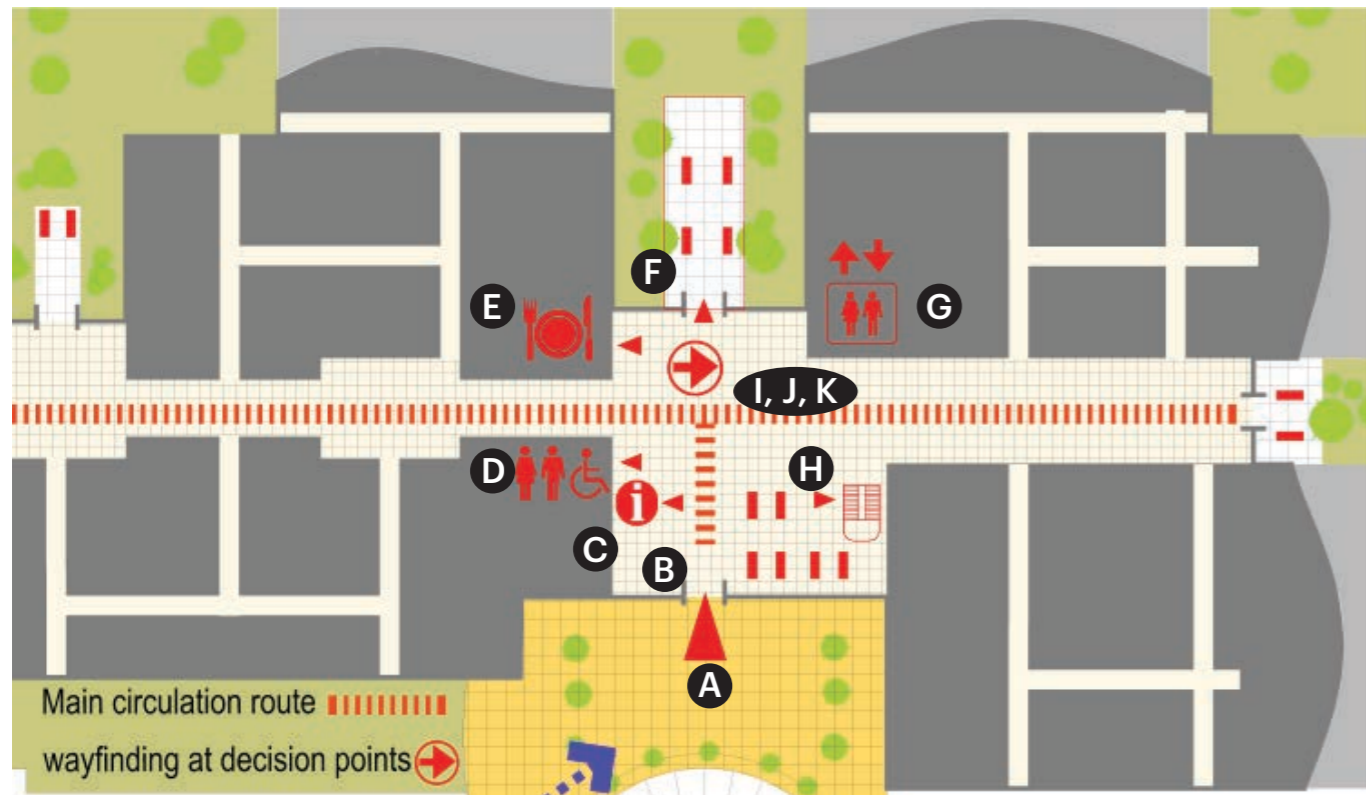 F
E
G
I, J, K
D
H
i
C
B
A
Main circulation route
wayfinding at decision points